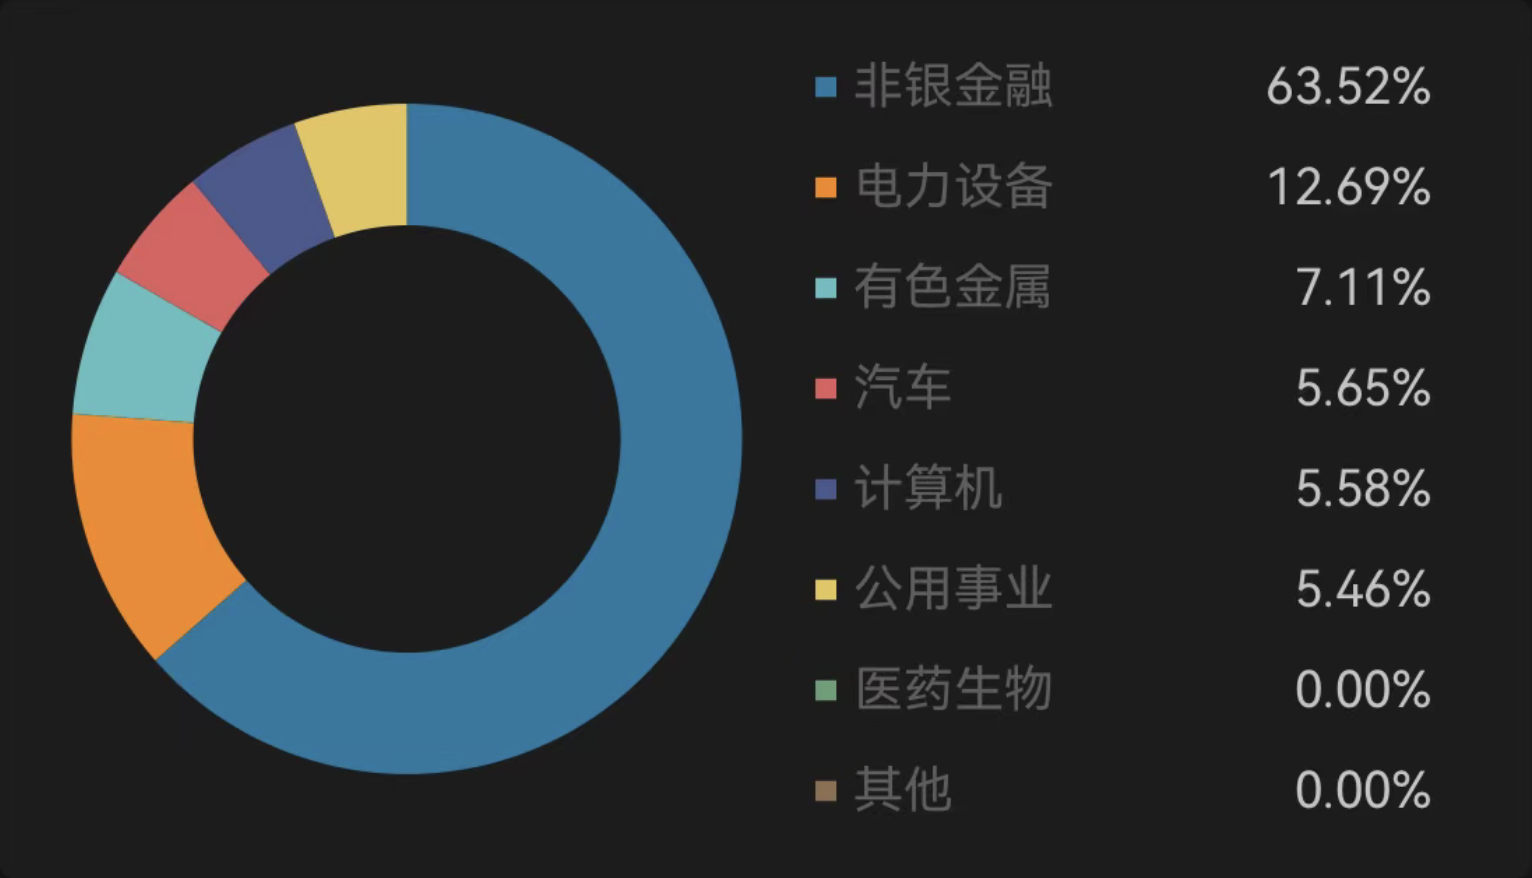 非银金融 63.52%
电力设备 12.69%
有色金属 7.11%
汽车 5.65%
计算机 5.58%
公用事业 5.46%
医药生物 0.00%
其他 0.00%